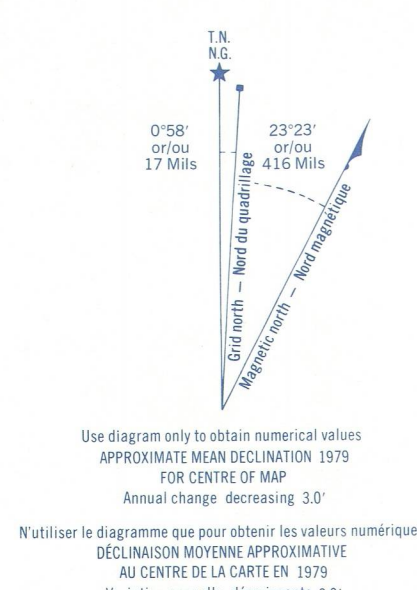 T.N.
N.G.
0°58'
or/ou
17 Mils
23°23'
or/ou
416 Mils
Grid north — Nord du quadrillage
Magnetic north — Nord magnétique
Use diagram only to obtain numerical values
APPROXIMATE MEAN DECLINATION 1979
FOR CENTRE OF MAP
Annual change decreasing 3.0'
N'utiliser le diagramme que pour obtenir les valeurs numérique
DÉCLINAISON MOYENNE APPROXIMATIVE
AU CENTRE DE LA CARTE EN 1979